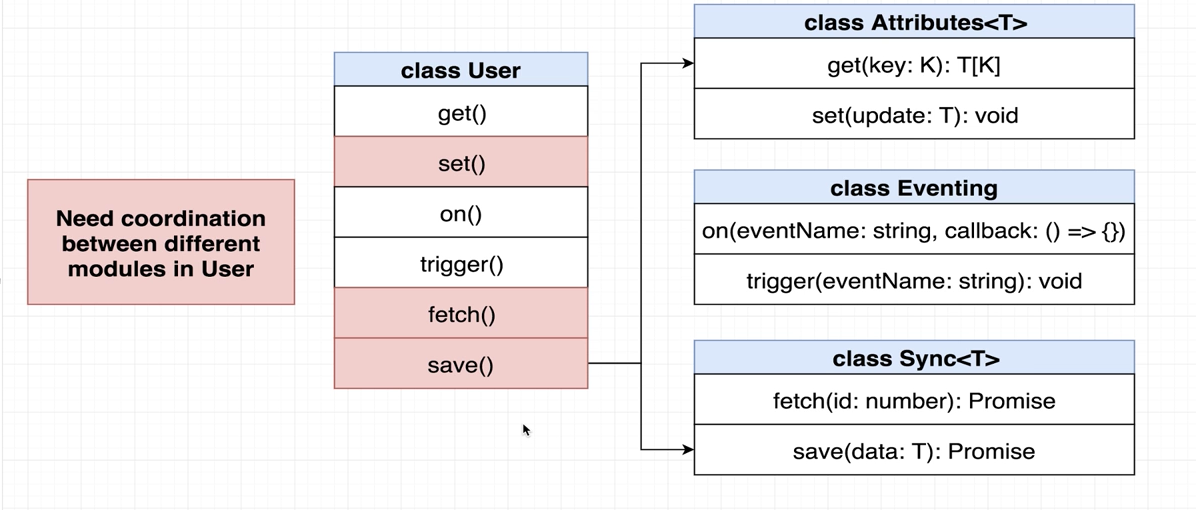 Need coordination
between different
modules in User
class User
get()
set()
on()
trigger()
fetch()
save()
class Attributes<T>
get(key: K): T[K]
set(update: T): void
class Eventing
on(eventName: string, callback: () => {})
trigger(eventName: string): void
class Sync<T>
fetch(id: number): Promise
save(data: T): Promise